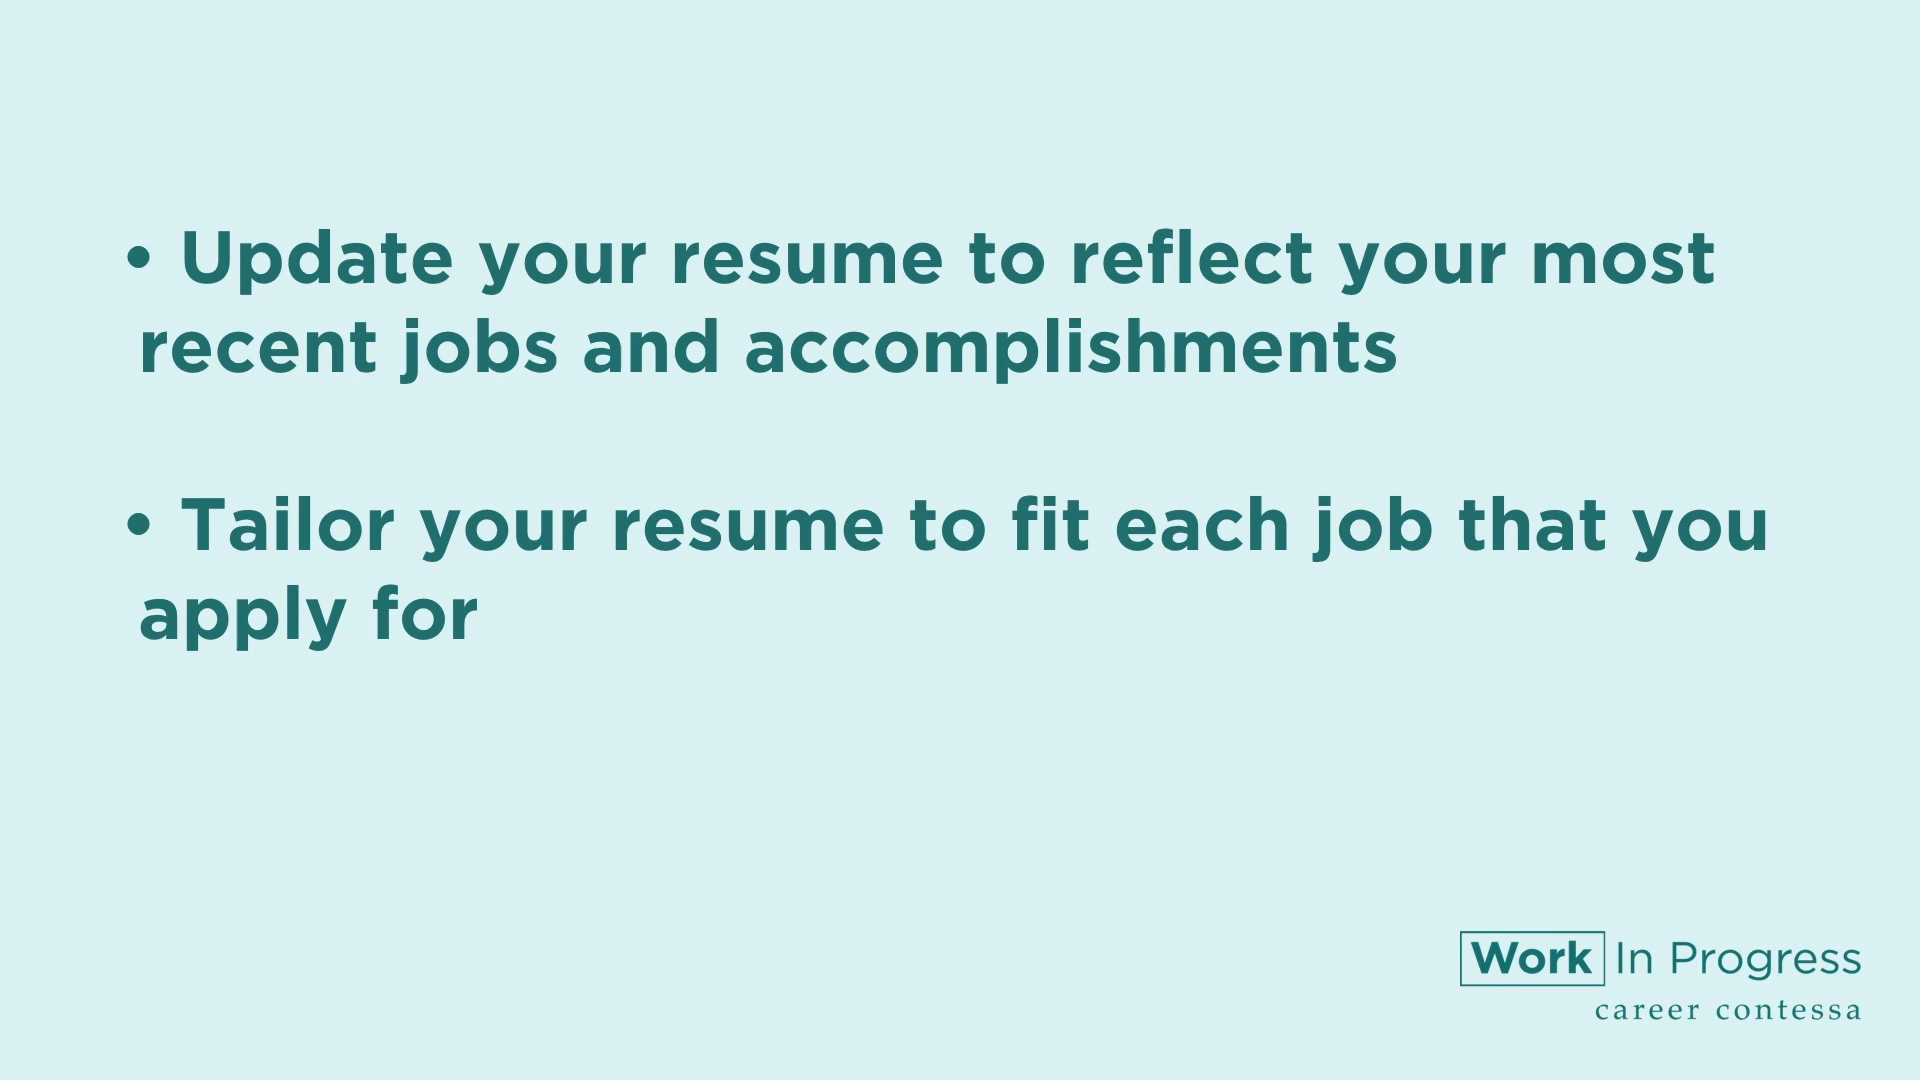 • Update your resume to reflect your most
recent jobs and accomplishments
• Tailor your resume to fit each job that you
apply for
Work In Progress
career contessa